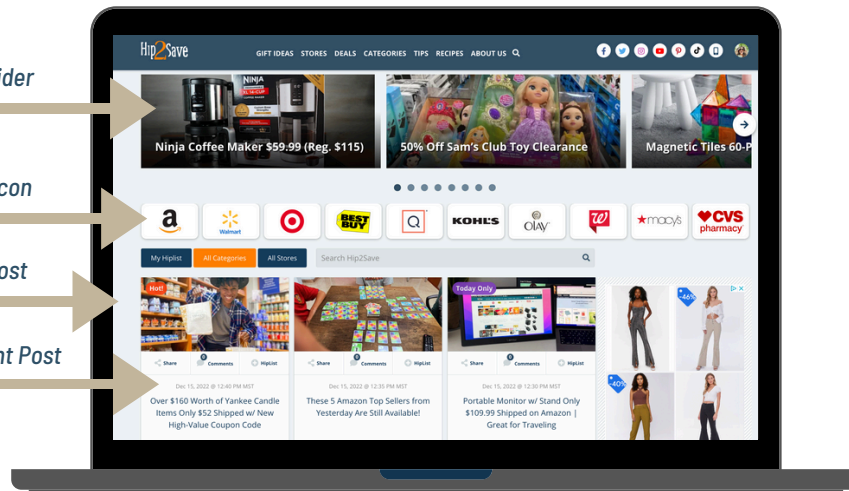 ider
con
ost
nt Post
Hip2Save
GIFT IDEAS STORES DEALS CATEGORIES TIPS RECIPES ABOUT US
NINJA
Ninja Coffee Maker $59.99 (Reg. $115)
50% Off Sam's Club Toy Clearance
Magnetic Tiles 60-P
a
Walmart
BEST BUY
Q
KOHL'S
OLAY
W
★macy's
CVS pharmacy
My Hiplist
All Categories
All Stores
Search Hip2Save
Hot!
Today Only
-46%
-40%
Share 0 Comments HipList
Share 0 Comments HipList
Share 0 Comments HipList
Dec 15, 2022 @ 12:40 PM MST
Over $160 Worth of Yankee Candle
Items Only $52 Shipped w/ New
High-Value Coupon Code
Dec 15, 2022 @ 12:35 PM MST
These 5 Amazon Top Sellers from
Yesterday Are Still Available!
Dec 15, 2022 @ 12:30 PM MST
Portable Monitor w/ Stand Only
$109.99 Shipped on Amazon |
Great for Traveling